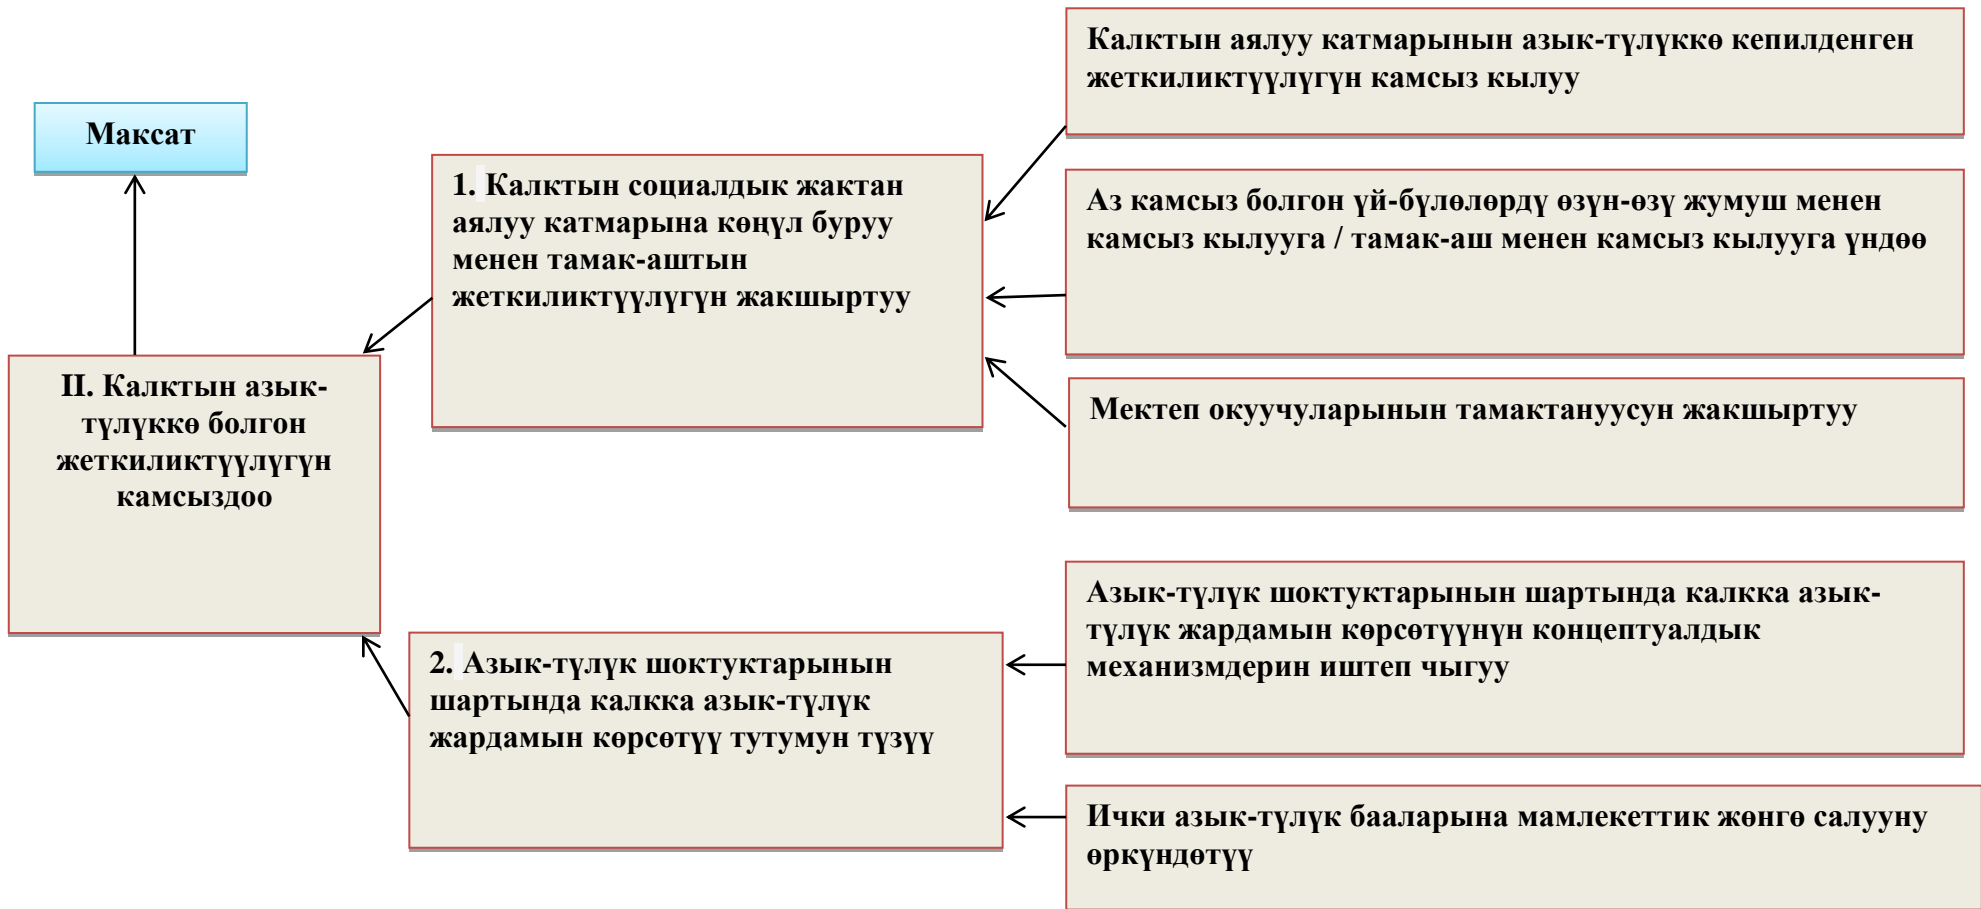 Максат
II. Калктын азык-
түлүккө болгон
жеткиликтүүлүгүн
камсыздоо
1. Калктын социалдык жактан
аялуу катмарына көңүл буруу
менен тамак-аштын
жеткиликтүүлүгүн жакшыртуу
Калктын аялуу катмарынын азык-түлүккө кепилденген
жеткиликтүүлүгүн камсыз кылуу
Аз камсыз болгон үй-бүлөлөрдү өзүн-өзү жумуш менен
камсыз кылууга / тамак-аш менен камсыз кылууга үндөө
Мектеп окуучуларынын тамактануусун жакшыртуу
2. Азык-түлүк шоктуктарынын
шартында калкка азык-түлүк
жардамын көрсөтүү тутумун түзүү
Азык-түлүк шоктуктарынын шартында калкка азык-
түлүк жардамын көрсөтүүнүн концептуалдык
механизмдерин иштеп чыгуу
Ички азык-түлүк бааларына мамлекеттик жөнгө салууну
өркүндөтүү